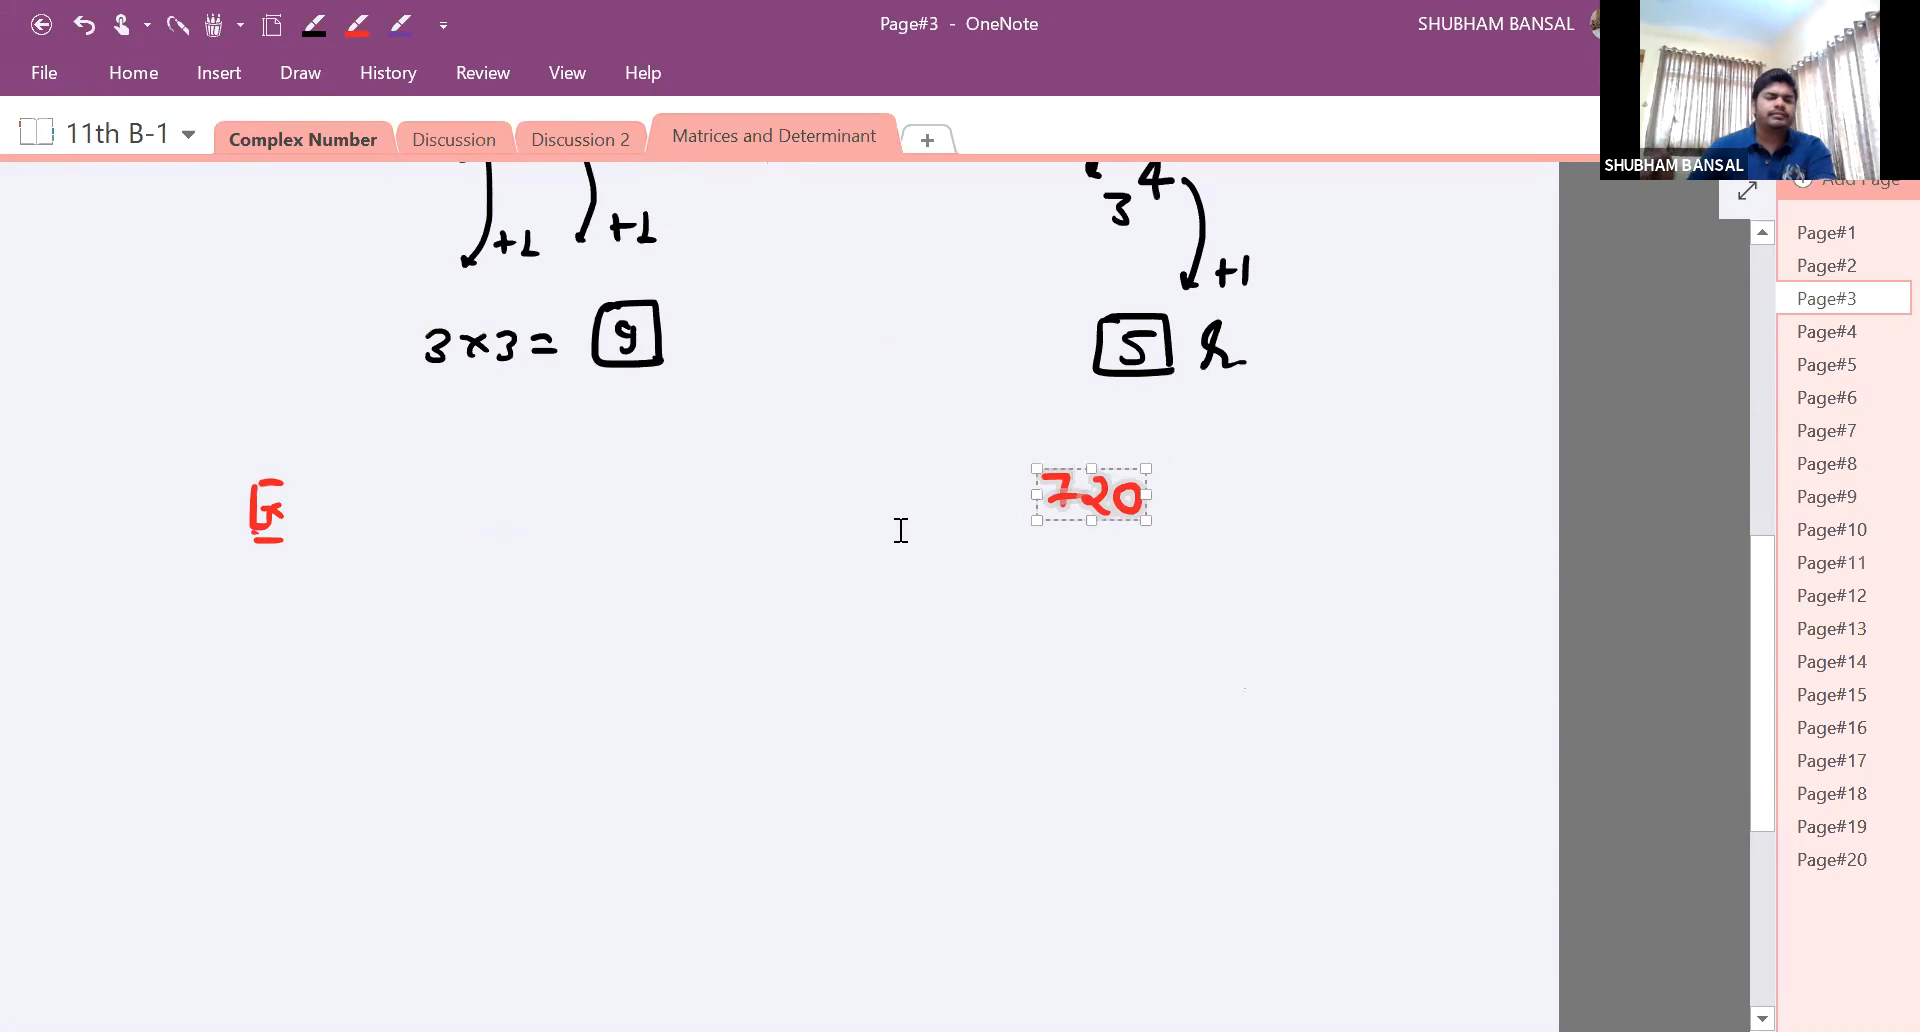 Page#3 - OneNote
SHUBHAM BANSAL
File Home Insert Draw History Review View Help
SHUBHAM BANSAL
11th B-1
Complex Number
Discussion
Discussion 2
Matrices and Determinant
+
Add Page
+1
+1
3 4
+1
3 × 3 = 9
5
Ex
720
Page#1
Page#2
Page#3
Page#4
Page#5
Page#6
Page#7
Page#8
Page#9
Page#10
Page#11
Page#12
Page#13
Page#14
Page#15
Page#16
Page#17
Page#18
Page#19
Page#20